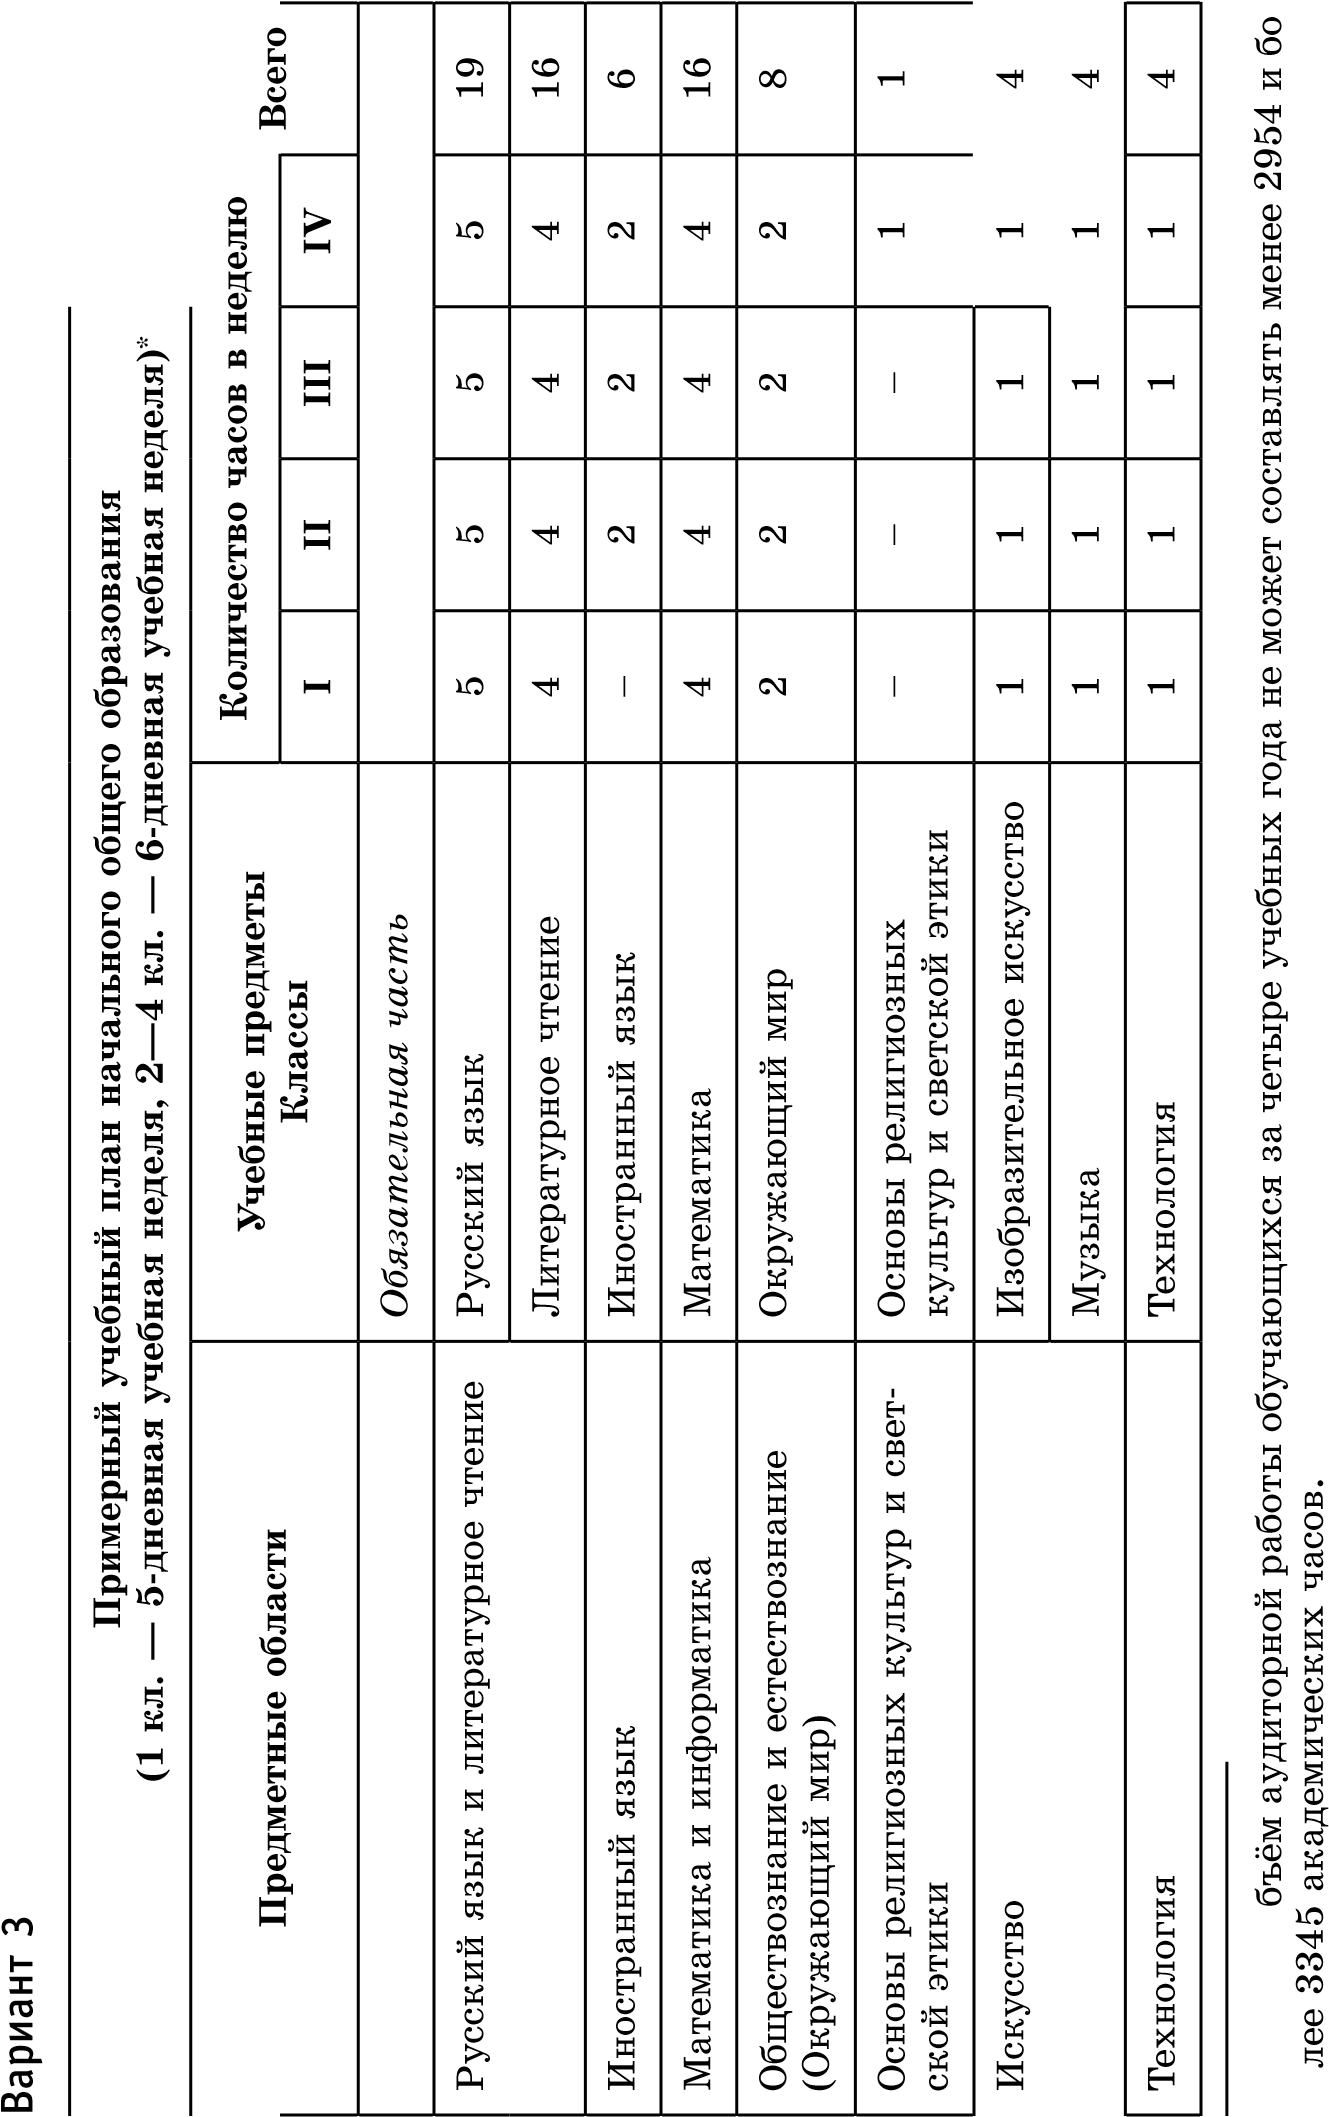 Вариант 3
Примерный учебный план начального общего образования
(1 кл. — 5-дневная учебная неделя, 2—4 кл. — 6-дневная учебная неделя)*
Предметные области Учебные предметы Классы Количество часов в неделю Всего
I II III IV
Обязательная часть
Русский язык и литературное чтение Русский язык 5 5 5 5 19
Литературное чтение 4 4 4 4 16
Иностранный язык Иностранный язык – 2 2 2 6
Математика и информатика Математика 4 4 4 4 16
Обществознание и естествознание Окружающий мир 2 2 2 2 8
(Окружающий мир)
Основы религиозных культур и свет- Основы религиозных – – – 1 1
ской этики культур и светской этики
Искусство Изобразительное искусство 1 1 1 1 4
Музыка 1 1 1 1 4
Технология Технология 1 1 1 1 4
бъём аудиторной работы обучающихся за четыре учебных года не может составлять менее 2954 и бо
лее 3345 академических часов.